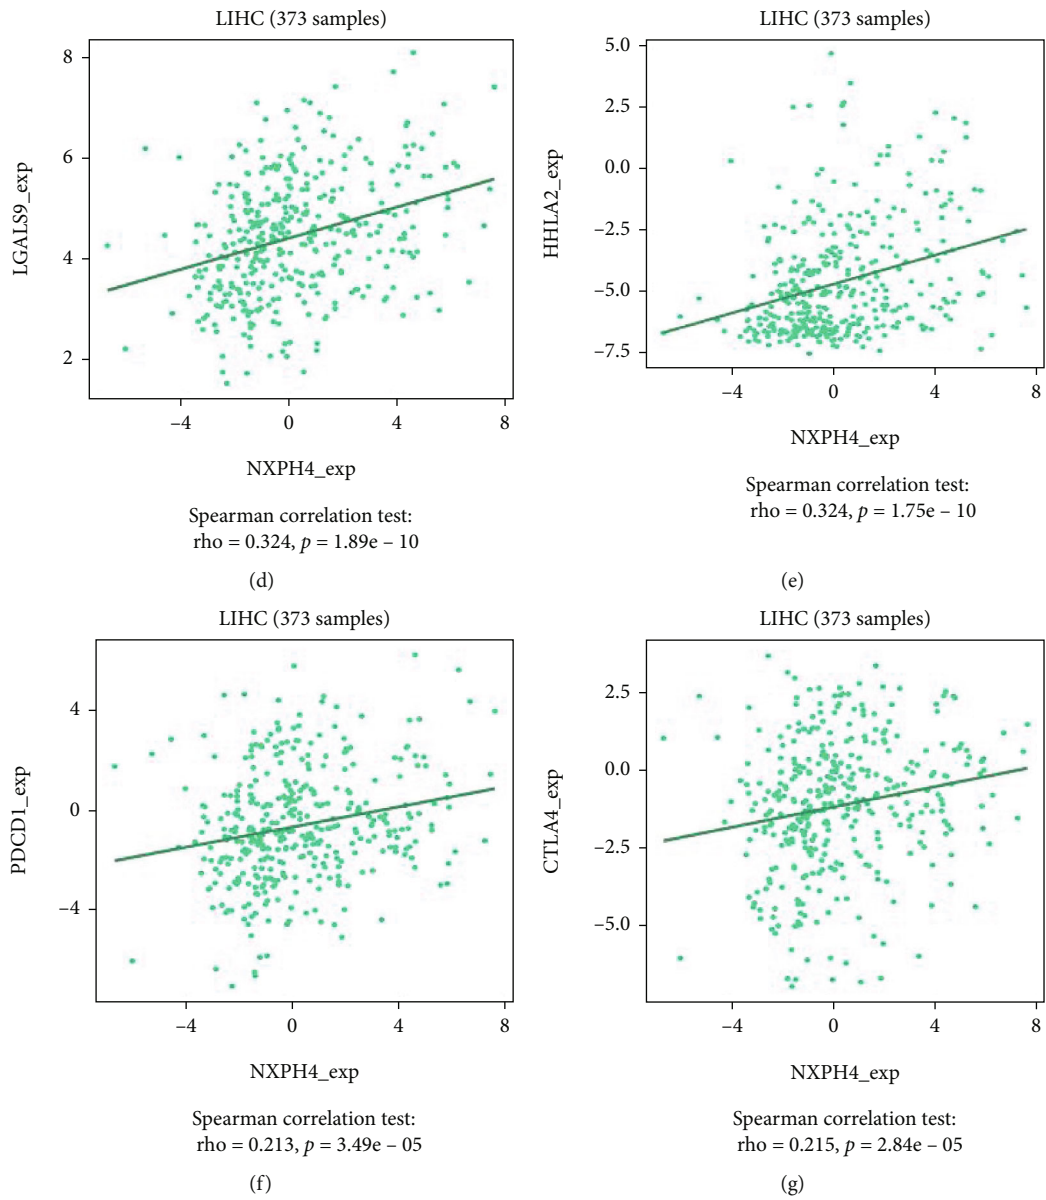 LIHC (373 samples)
8
6
4
2
LGALS9_exp
−4 0 4 8
NXPH4_exp
Spearman correlation test:
rho = 0.324, p = 1.89e − 10
(d)
LIHC (373 samples)
5.0
2.5
0.0
−2.5
−5.0
−7.5
HHLA2_exp
−4 0 4 8
NXPH4_exp
Spearman correlation test:
rho = 0.324, p = 1.75e − 10
(e)
LIHC (373 samples)
4
0
−4
PDCD1_exp
−4 0 4 8
NXPH4_exp
Spearman correlation test:
rho = 0.213, p = 3.49e − 05
(f)
LIHC (373 samples)
2.5
0.0
−2.5
−5.0
CTLA4_exp
−4 0 4 8
NXPH4_exp
Spearman correlation test:
rho = 0.215, p = 2.84e − 05
(g)